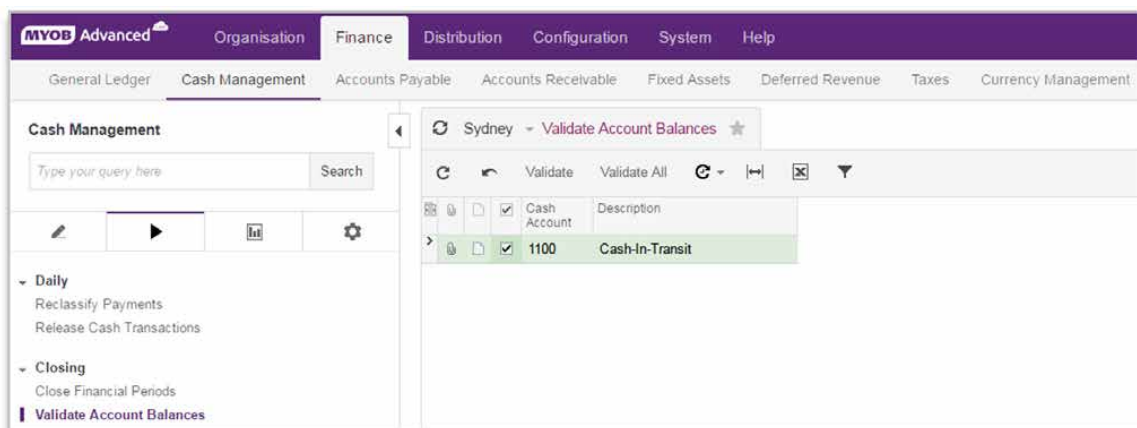 MYOB Advanced Organisation Finance Distribution Configuration System Help
General Ledger Cash Management Accounts Payable Accounts Receivable Fixed Assets Deferred Revenue Taxes Currency Management
Cash Management
Type your query here Search
Sydney Validate Account Balances
Validate Validate All
Cash Account Description
1100 Cash-In-Transit
Daily
Reclassify Payments
Release Cash Transactions
Closing
Close Financial Periods
Validate Account Balances